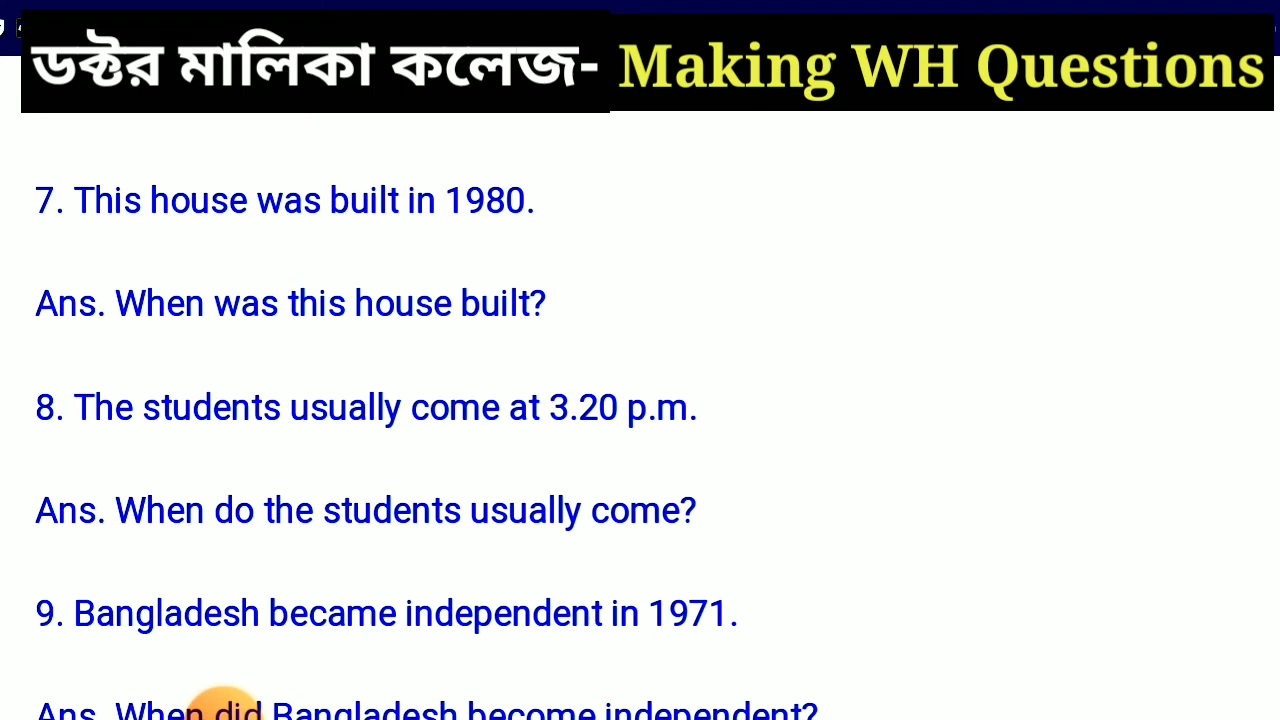 ডক্টর মালিকা কলেজ- Making WH Questions
7. This house was built in 1980.
Ans. When was this house built?
8. The students usually come at 3.20 p.m.
Ans. When do the students usually come?
9. Bangladesh became independent in 1971.
Ans. When did Bangladesh become independent?